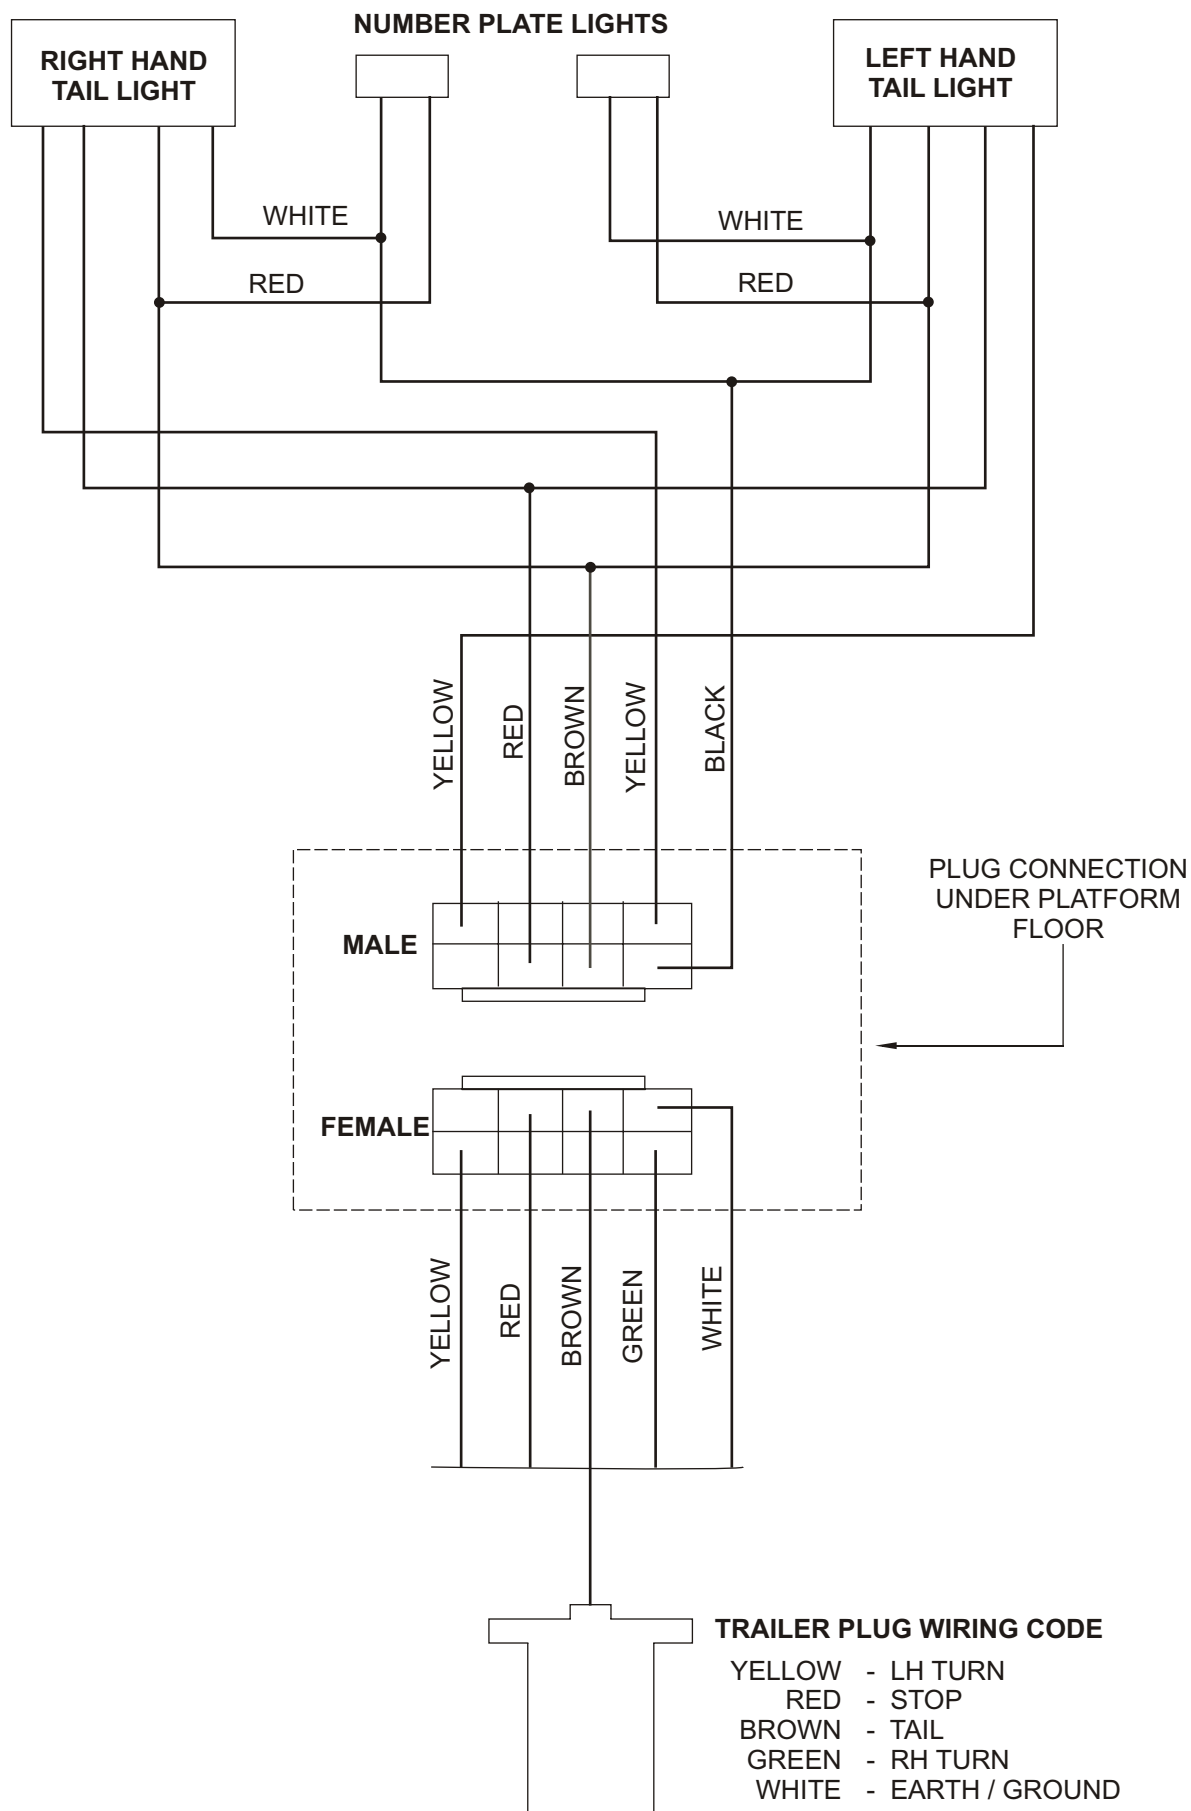 NUMBER PLATE LIGHTS
RIGHT HAND
TAIL LIGHT
LEFT HAND
TAIL LIGHT
WHITE
WHITE
RED
RED
YELLOW
RED
BROWN
YELLOW
BLACK
PLUG CONNECTION
UNDER PLATFORM
FLOOR
MALE
FEMALE
YELLOW
RED
BROWN
GREEN
WHITE
TRAILER PLUG WIRING CODE
YELLOW - LH TURN
RED - STOP
BROWN - TAIL
GREEN - RH TURN
WHITE - EARTH / GROUND